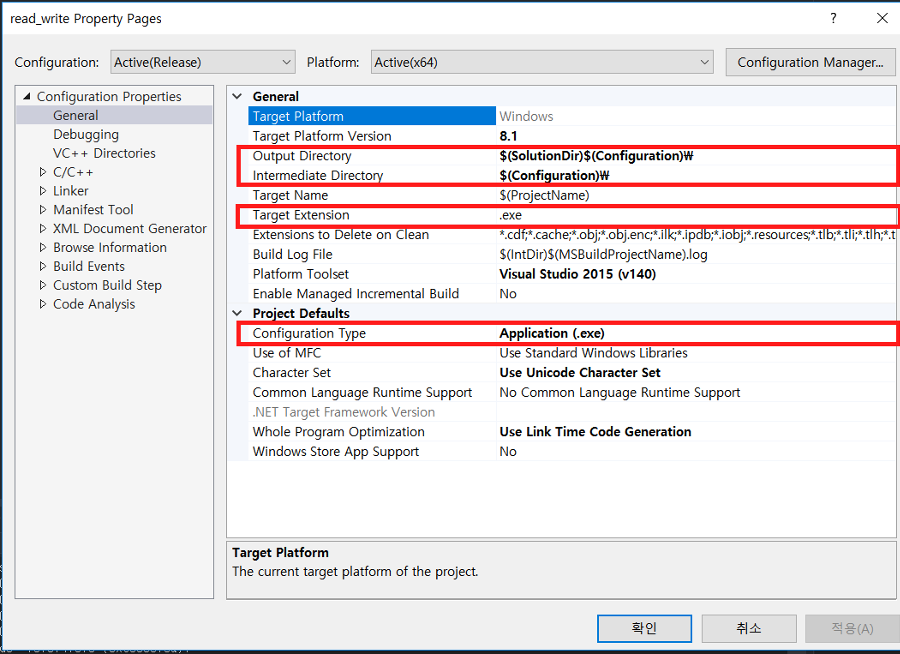 read_write Property Pages
?
Configuration: Active(Release) Platform: Active(x64) Configuration Manager...
Configuration Properties
General
Debugging
VC++ Directories
C/C++
Linker
Manifest Tool
XML Document Generator
Browse Information
Build Events
Custom Build Step
Code Analysis
General
Target Platform Windows
Target Platform Version 8.1
Output Directory $(SolutionDir)$(Configuration)₩
Intermediate Directory $(Configuration)₩
Target Name $(ProjectName)
Target Extension .exe
Extensions to Delete on Clean *.cdf;*.cache;*.obj;*.obj.enc;*.ilk;*.ipdb;*.iobj;*.resources;*.tlb;*.tli;*.tlh;*.t
Build Log File $(IntDir)$(MSBuildProjectName).log
Platform Toolset Visual Studio 2015 (v140)
Enable Managed Incremental Build No
Project Defaults
Configuration Type Application (.exe)
Use of MFC Use Standard Windows Libraries
Character Set Use Unicode Character Set
Common Language Runtime Support No Common Language Runtime Support
.NET Target Framework Version
Whole Program Optimization Use Link Time Code Generation
Windows Store App Support No
Target Platform
The current target platform of the project.
확인 취소 적용(A)